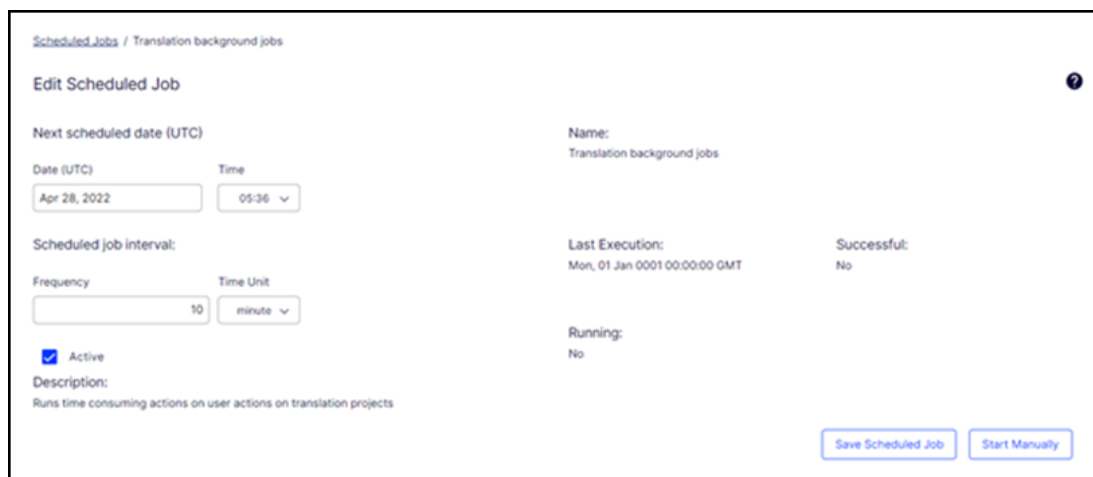 Scheduled Jobs / Translation background jobs
Edit Scheduled Job
?
Next scheduled date (UTC)
Name:
Translation background jobs
Date (UTC)
Time
Apr 28, 2022
05:36
Scheduled job interval:
Last Execution:
Successful:
Mon, 01 Jan 0001 00:00:00 GMT
No
Frequency
Time Unit
10
minute
Running:
No
Active
Description:
Runs time consuming actions on user actions on translation projects
Save Scheduled Job
Start Manually